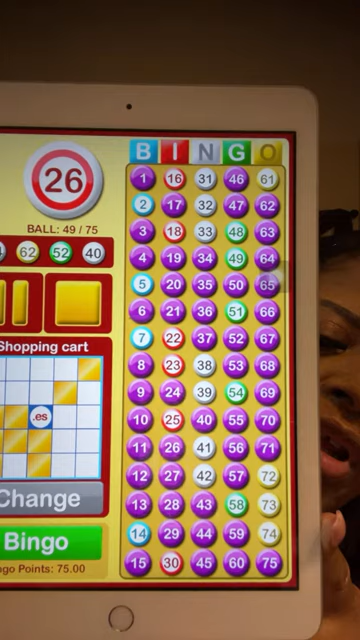 B I N G O
26
BALL: 49 / 75
62 52 40
Shopping cart
.es
Change
Bingo
Points: 75.00
1 16 31 46 61
2 17 32 47 62
3 18 33 48 63
4 19 34 49 64
5 20 35 50 65
6 21 36 51 66
7 22 37 52 67
8 23 38 53 68
9 24 39 54 69
10 25 40 55 70
11 26 41 56 71
12 27 42 57 72
13 28 43 58 73
14 29 44 59 74
15 30 45 60 75